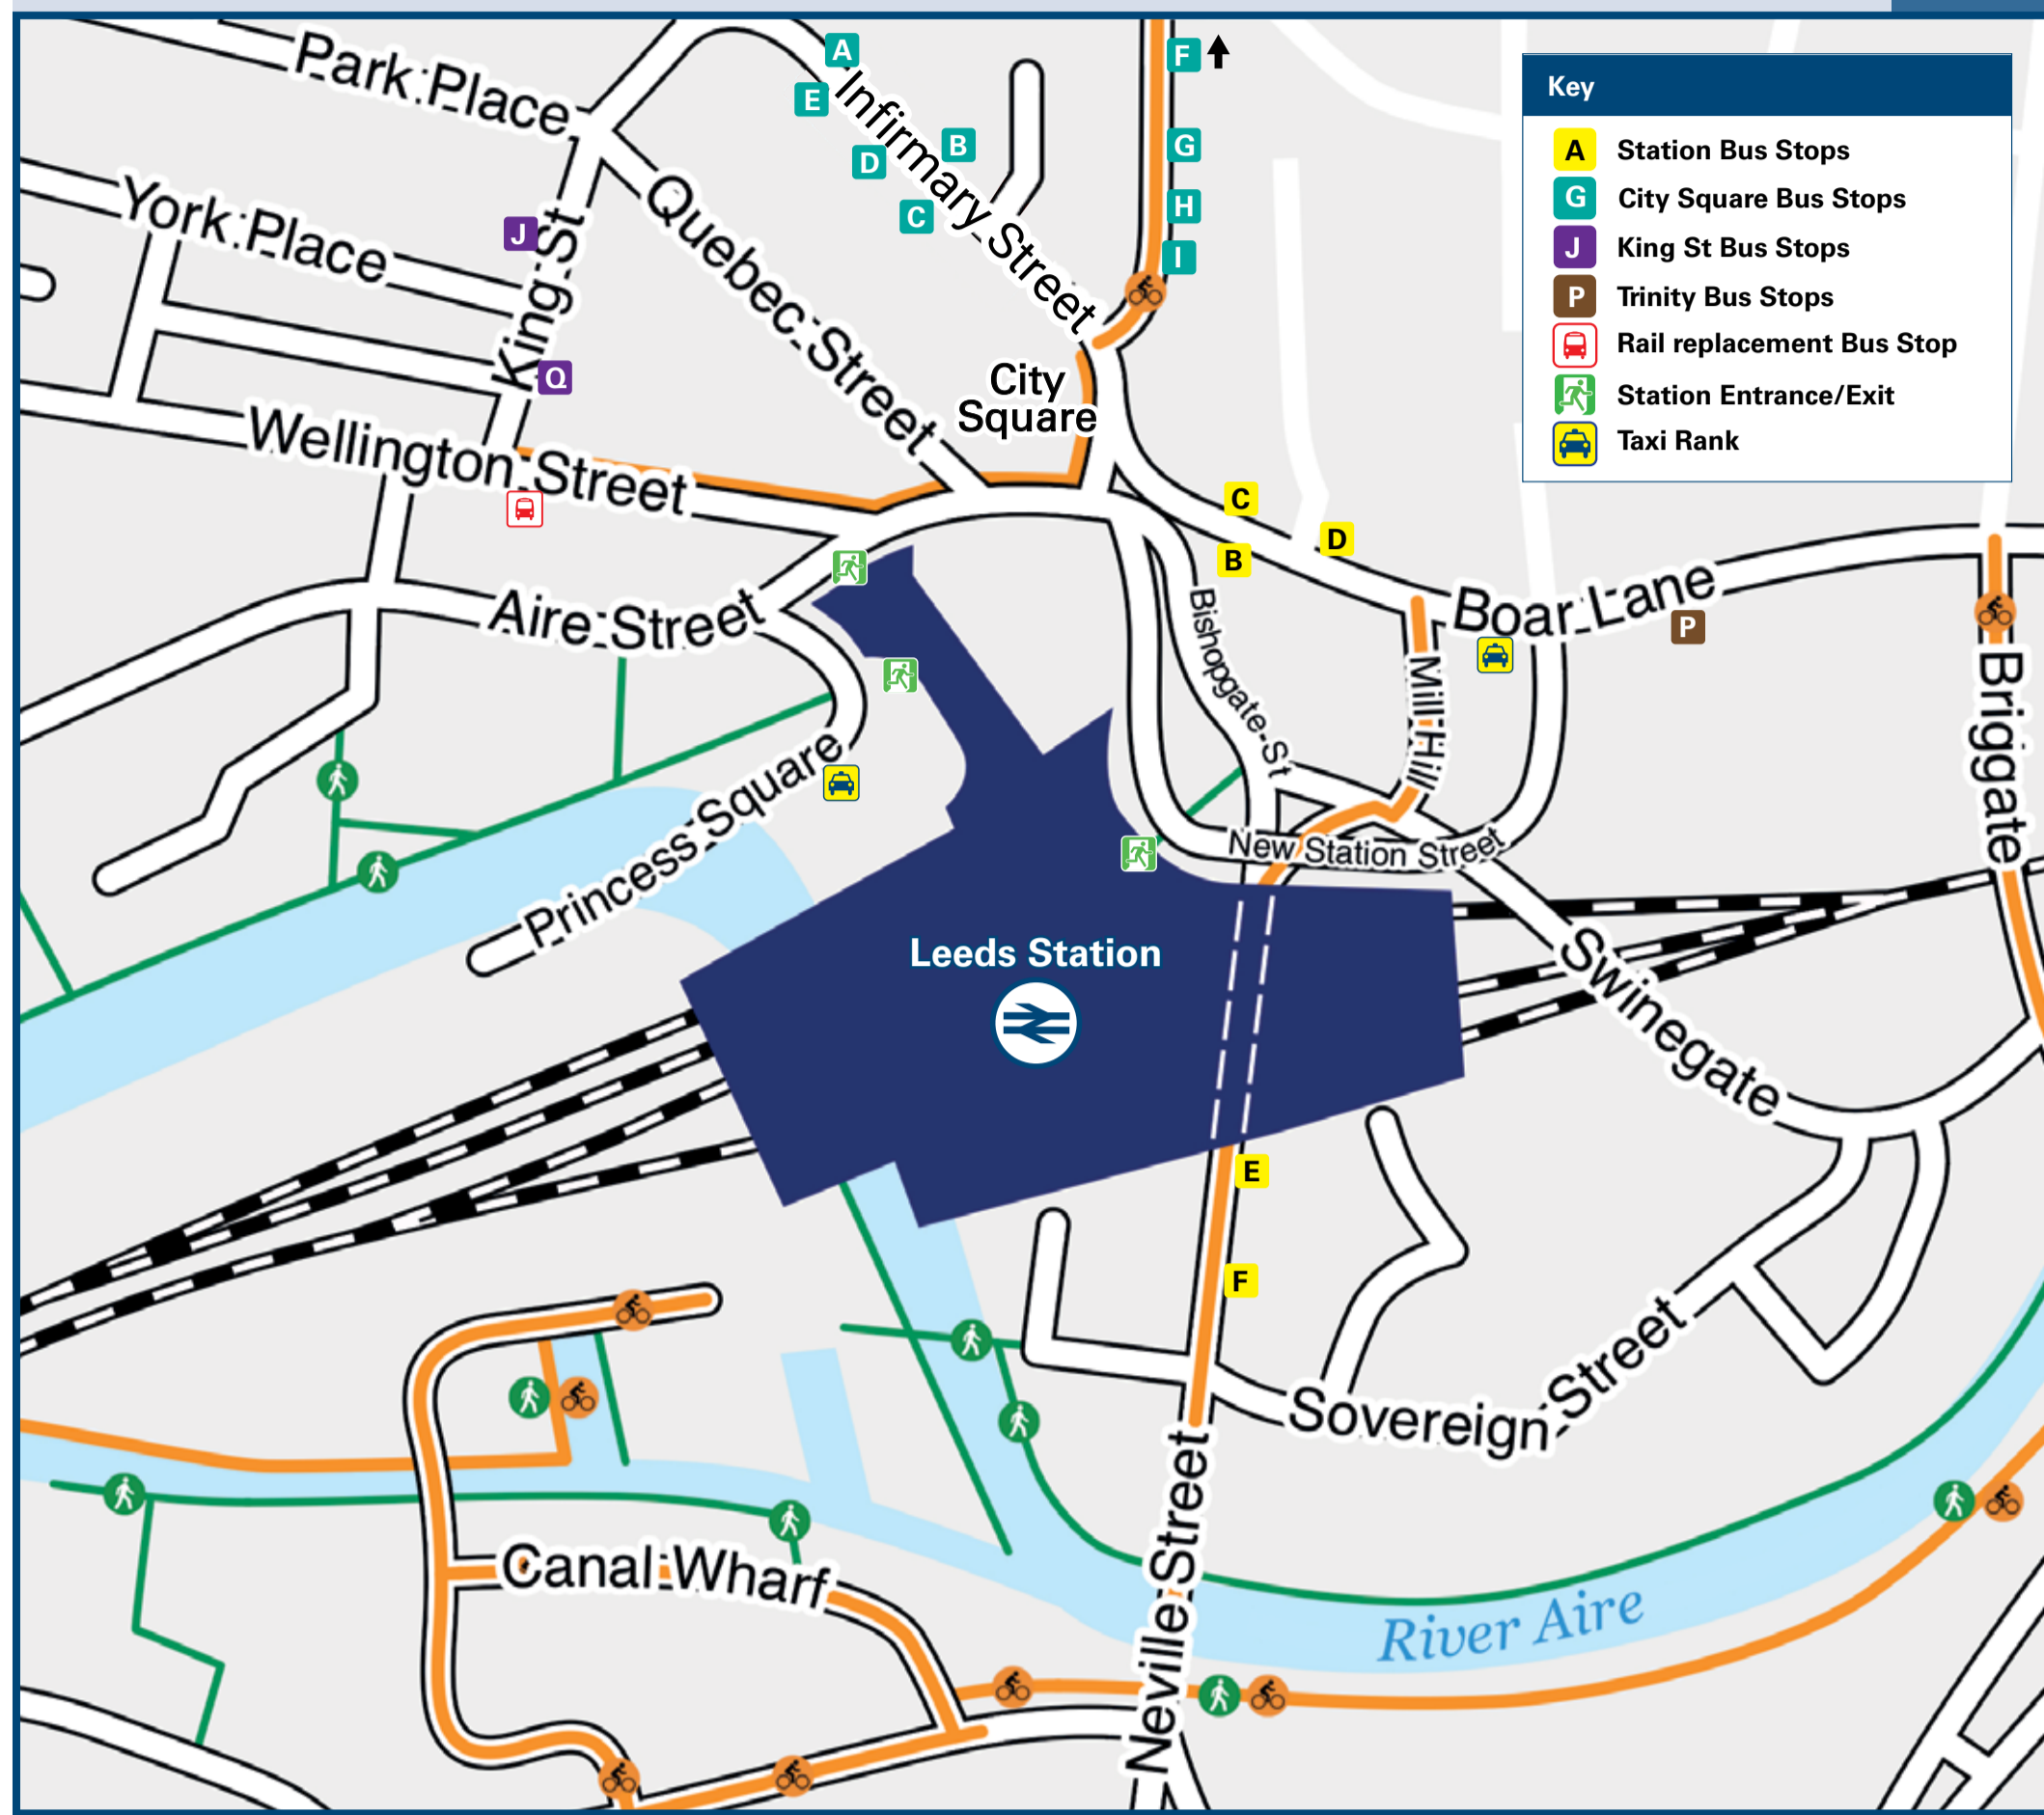 Park Place
A
Infirmary Street
E
B
D
C
F
G
H
I
Key
A Station Bus Stops
G City Square Bus Stops
J King St Bus Stops
P Trinity Bus Stops
Rail replacement Bus Stop
Station Entrance/Exit
Taxi Rank
York Place
J
King St
Q
Quebec Street
City
Square
Wellington Street
C
D
B
Boar Lane
P
Aire Street
Bishopgate St
Mill Hill
Briggate
Princess Square
New Station Street
Leeds Station
Swinegate
E
F
Sovereign Street
Neville Street
Canal Wharf
River Aire